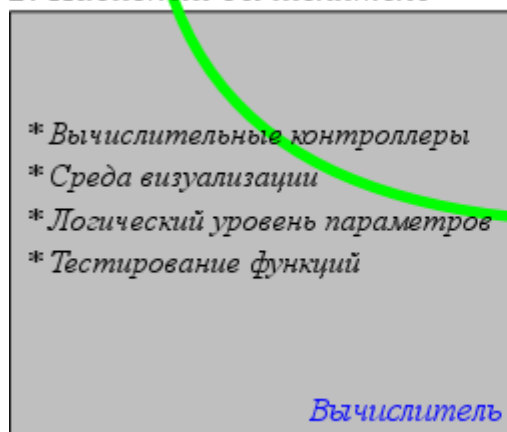 * Вычислительные контроллеры
* Среда визуализации
* Логический уровень параметров
* Тестирование функций
Вычислитель